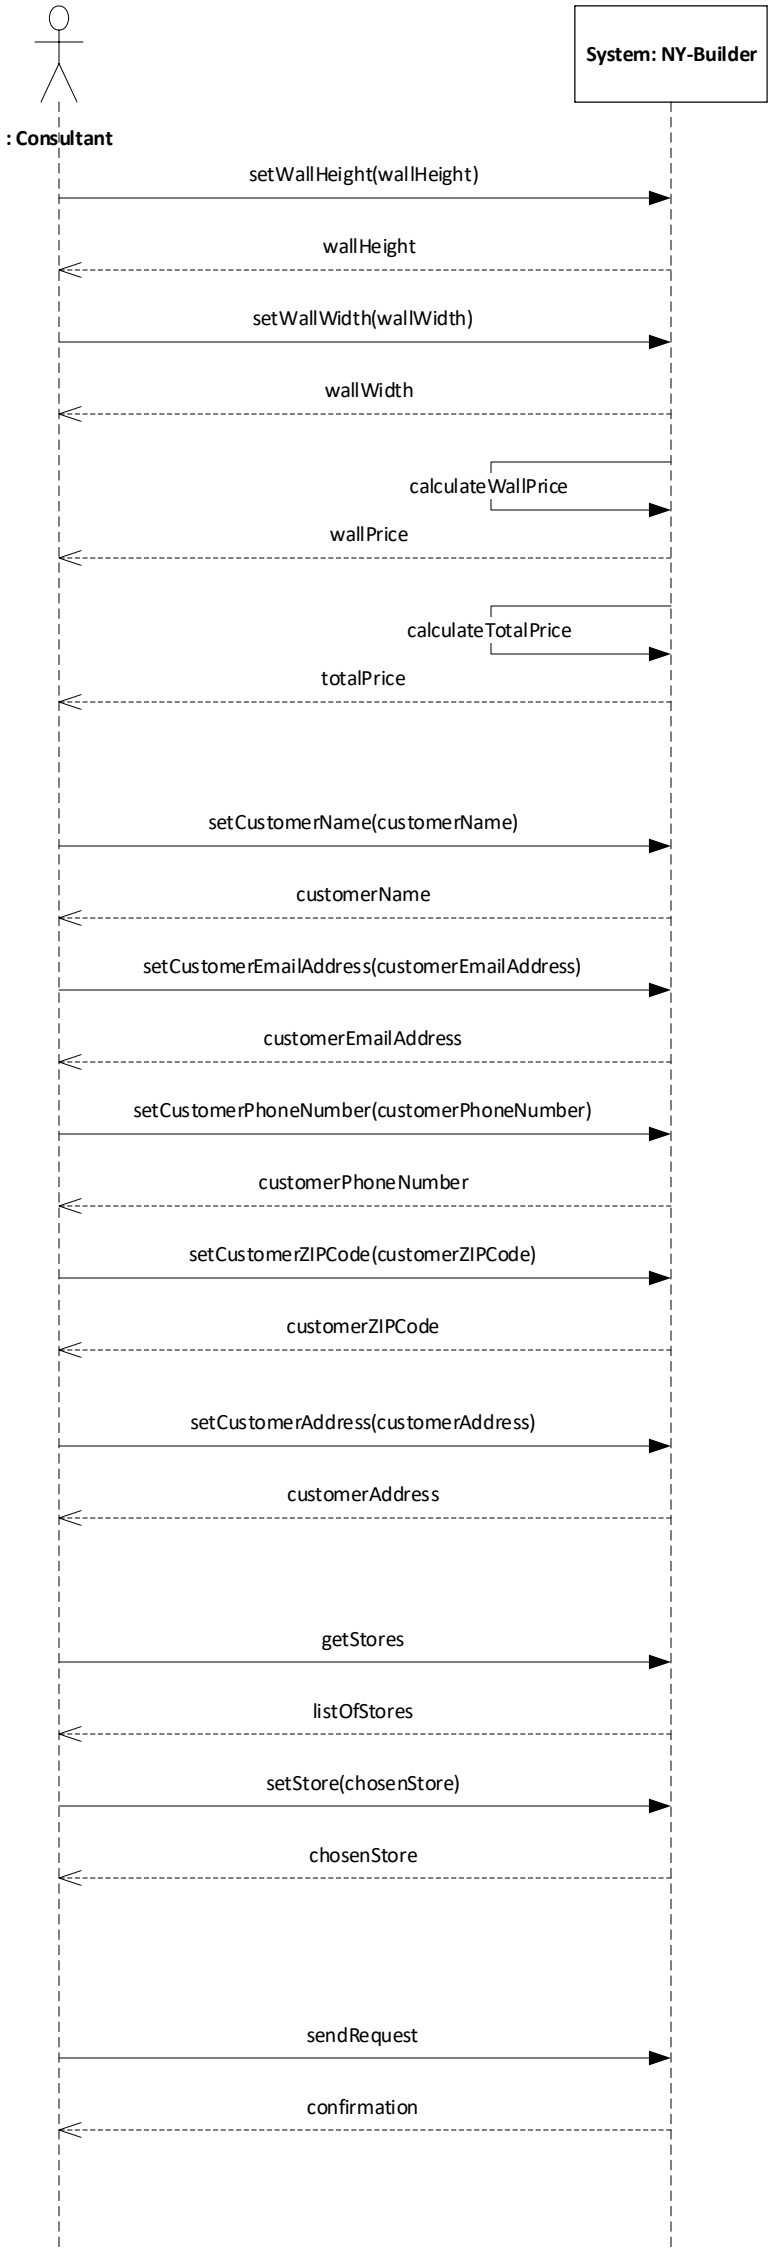 System: NY-Builder
: Consultant
setWallHeight(wallHeight)
wallHeight
setWallWidth(wallWidth)
wallWidth
calculateWallPrice
wallPrice
calculateTotalPrice
totalPrice
setCustomerName(customerName)
customerName
setCustomerEmailAddress(customerEmailAddress)
customerEmailAddress
setCustomerPhoneNumber(customerPhoneNumber)
customerPhoneNumber
setCustomerZIPCode(customerZIPCode)
customerZIPCode
setCustomerAddress(customerAddress)
customerAddress
getStores
listOfStores
setStore(chosenStore)
chosenStore
sendRequest
confirmation